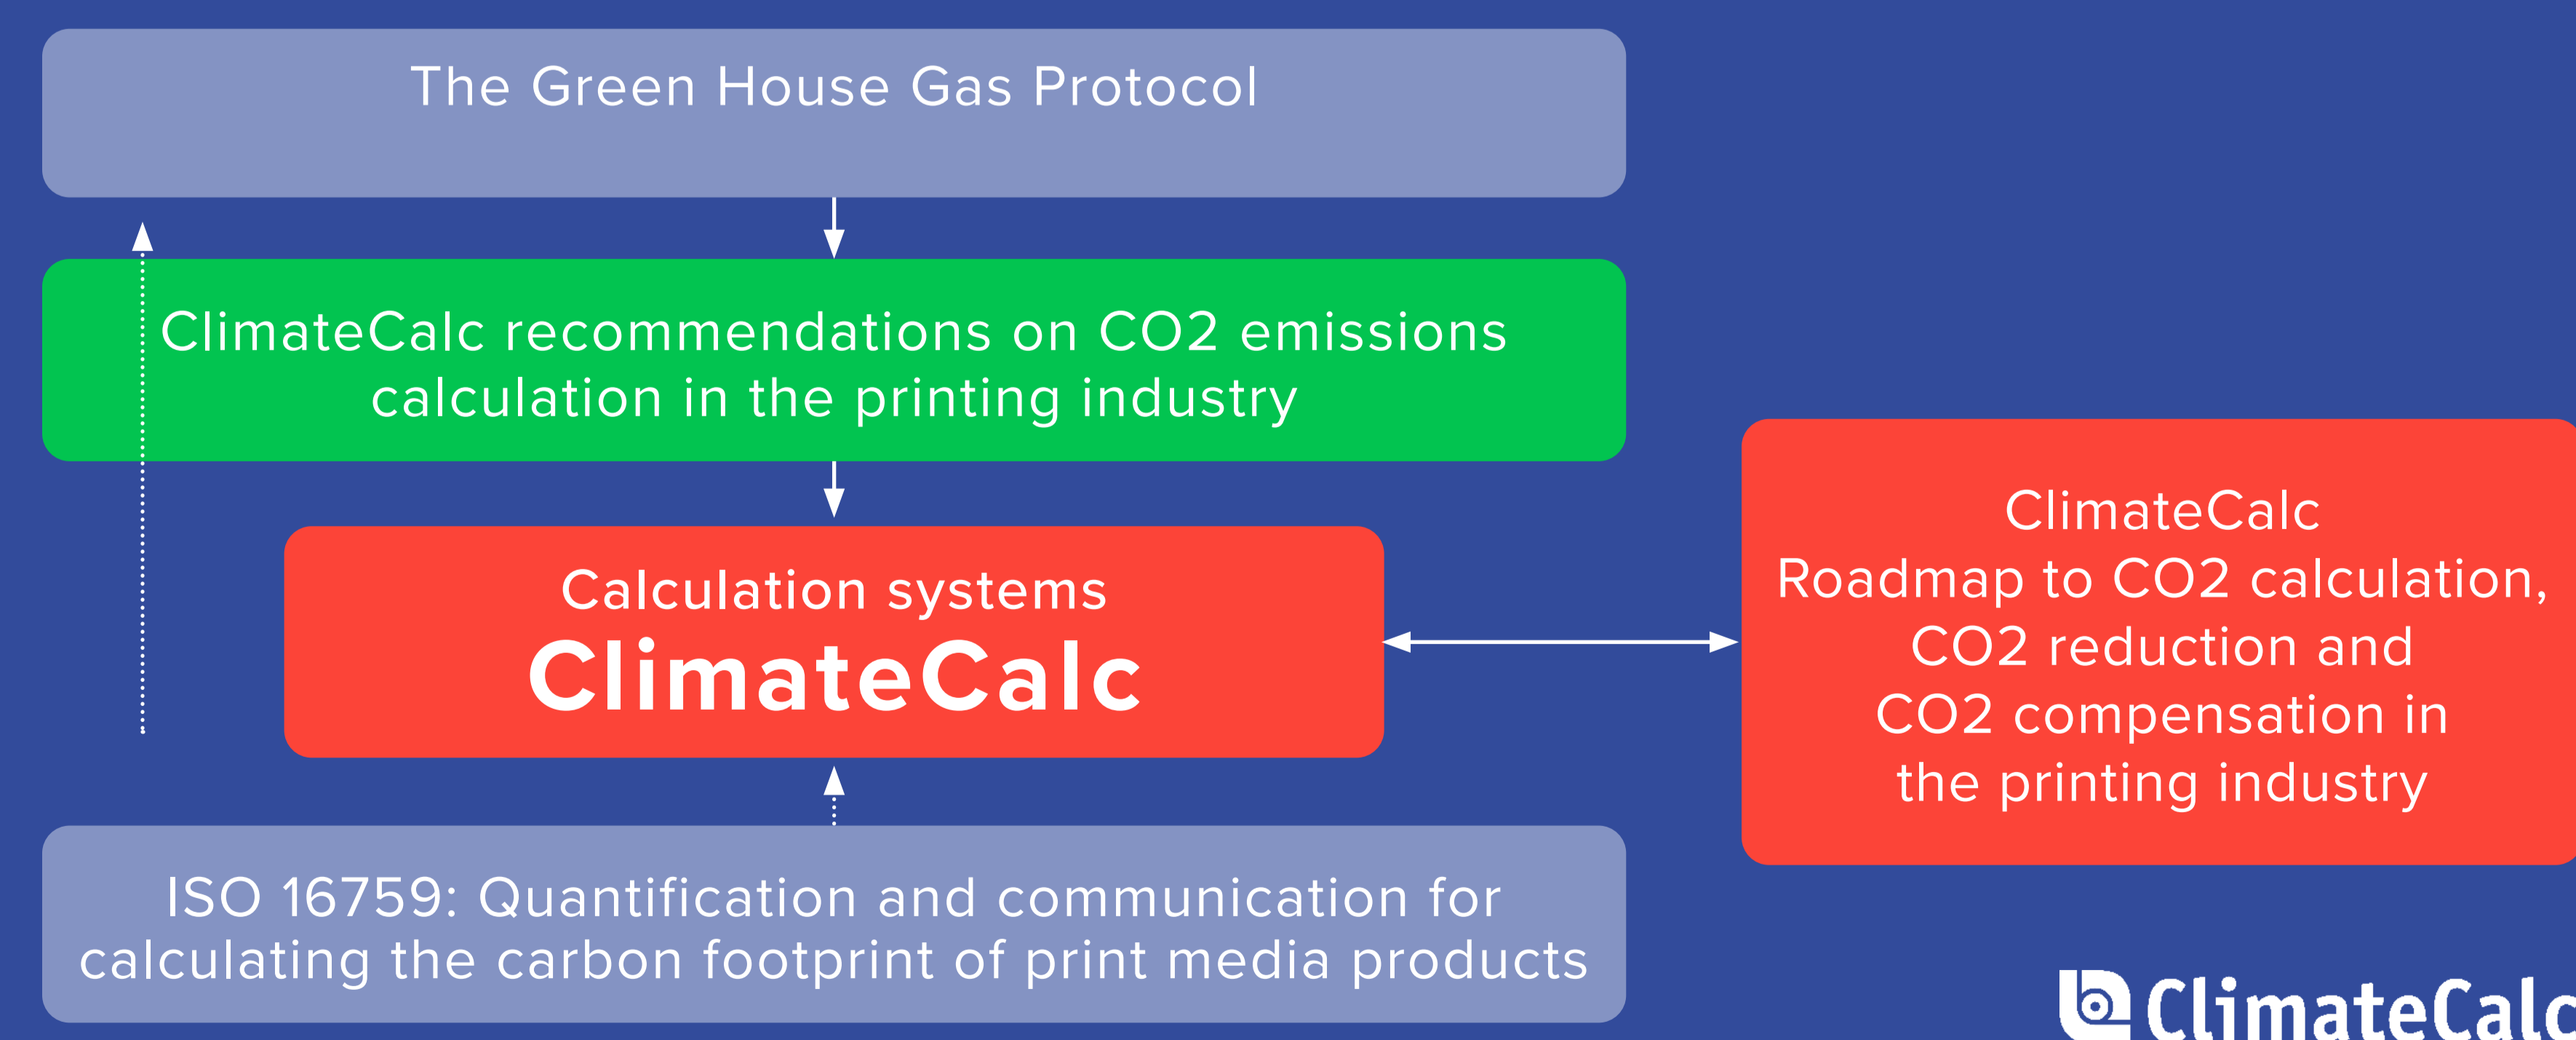 The Green House Gas Protocol
ClimateCalc recommendations on CO2 emissions
calculation in the printing industry
Calculation systems
ClimateCalc
ClimateCalc
Roadmap to CO2 calculation,
CO2 reduction and
CO2 compensation in
the printing industry
ISO 16759: Quantification and communication for
calculating the carbon footprint of print media products
ClimateCalc